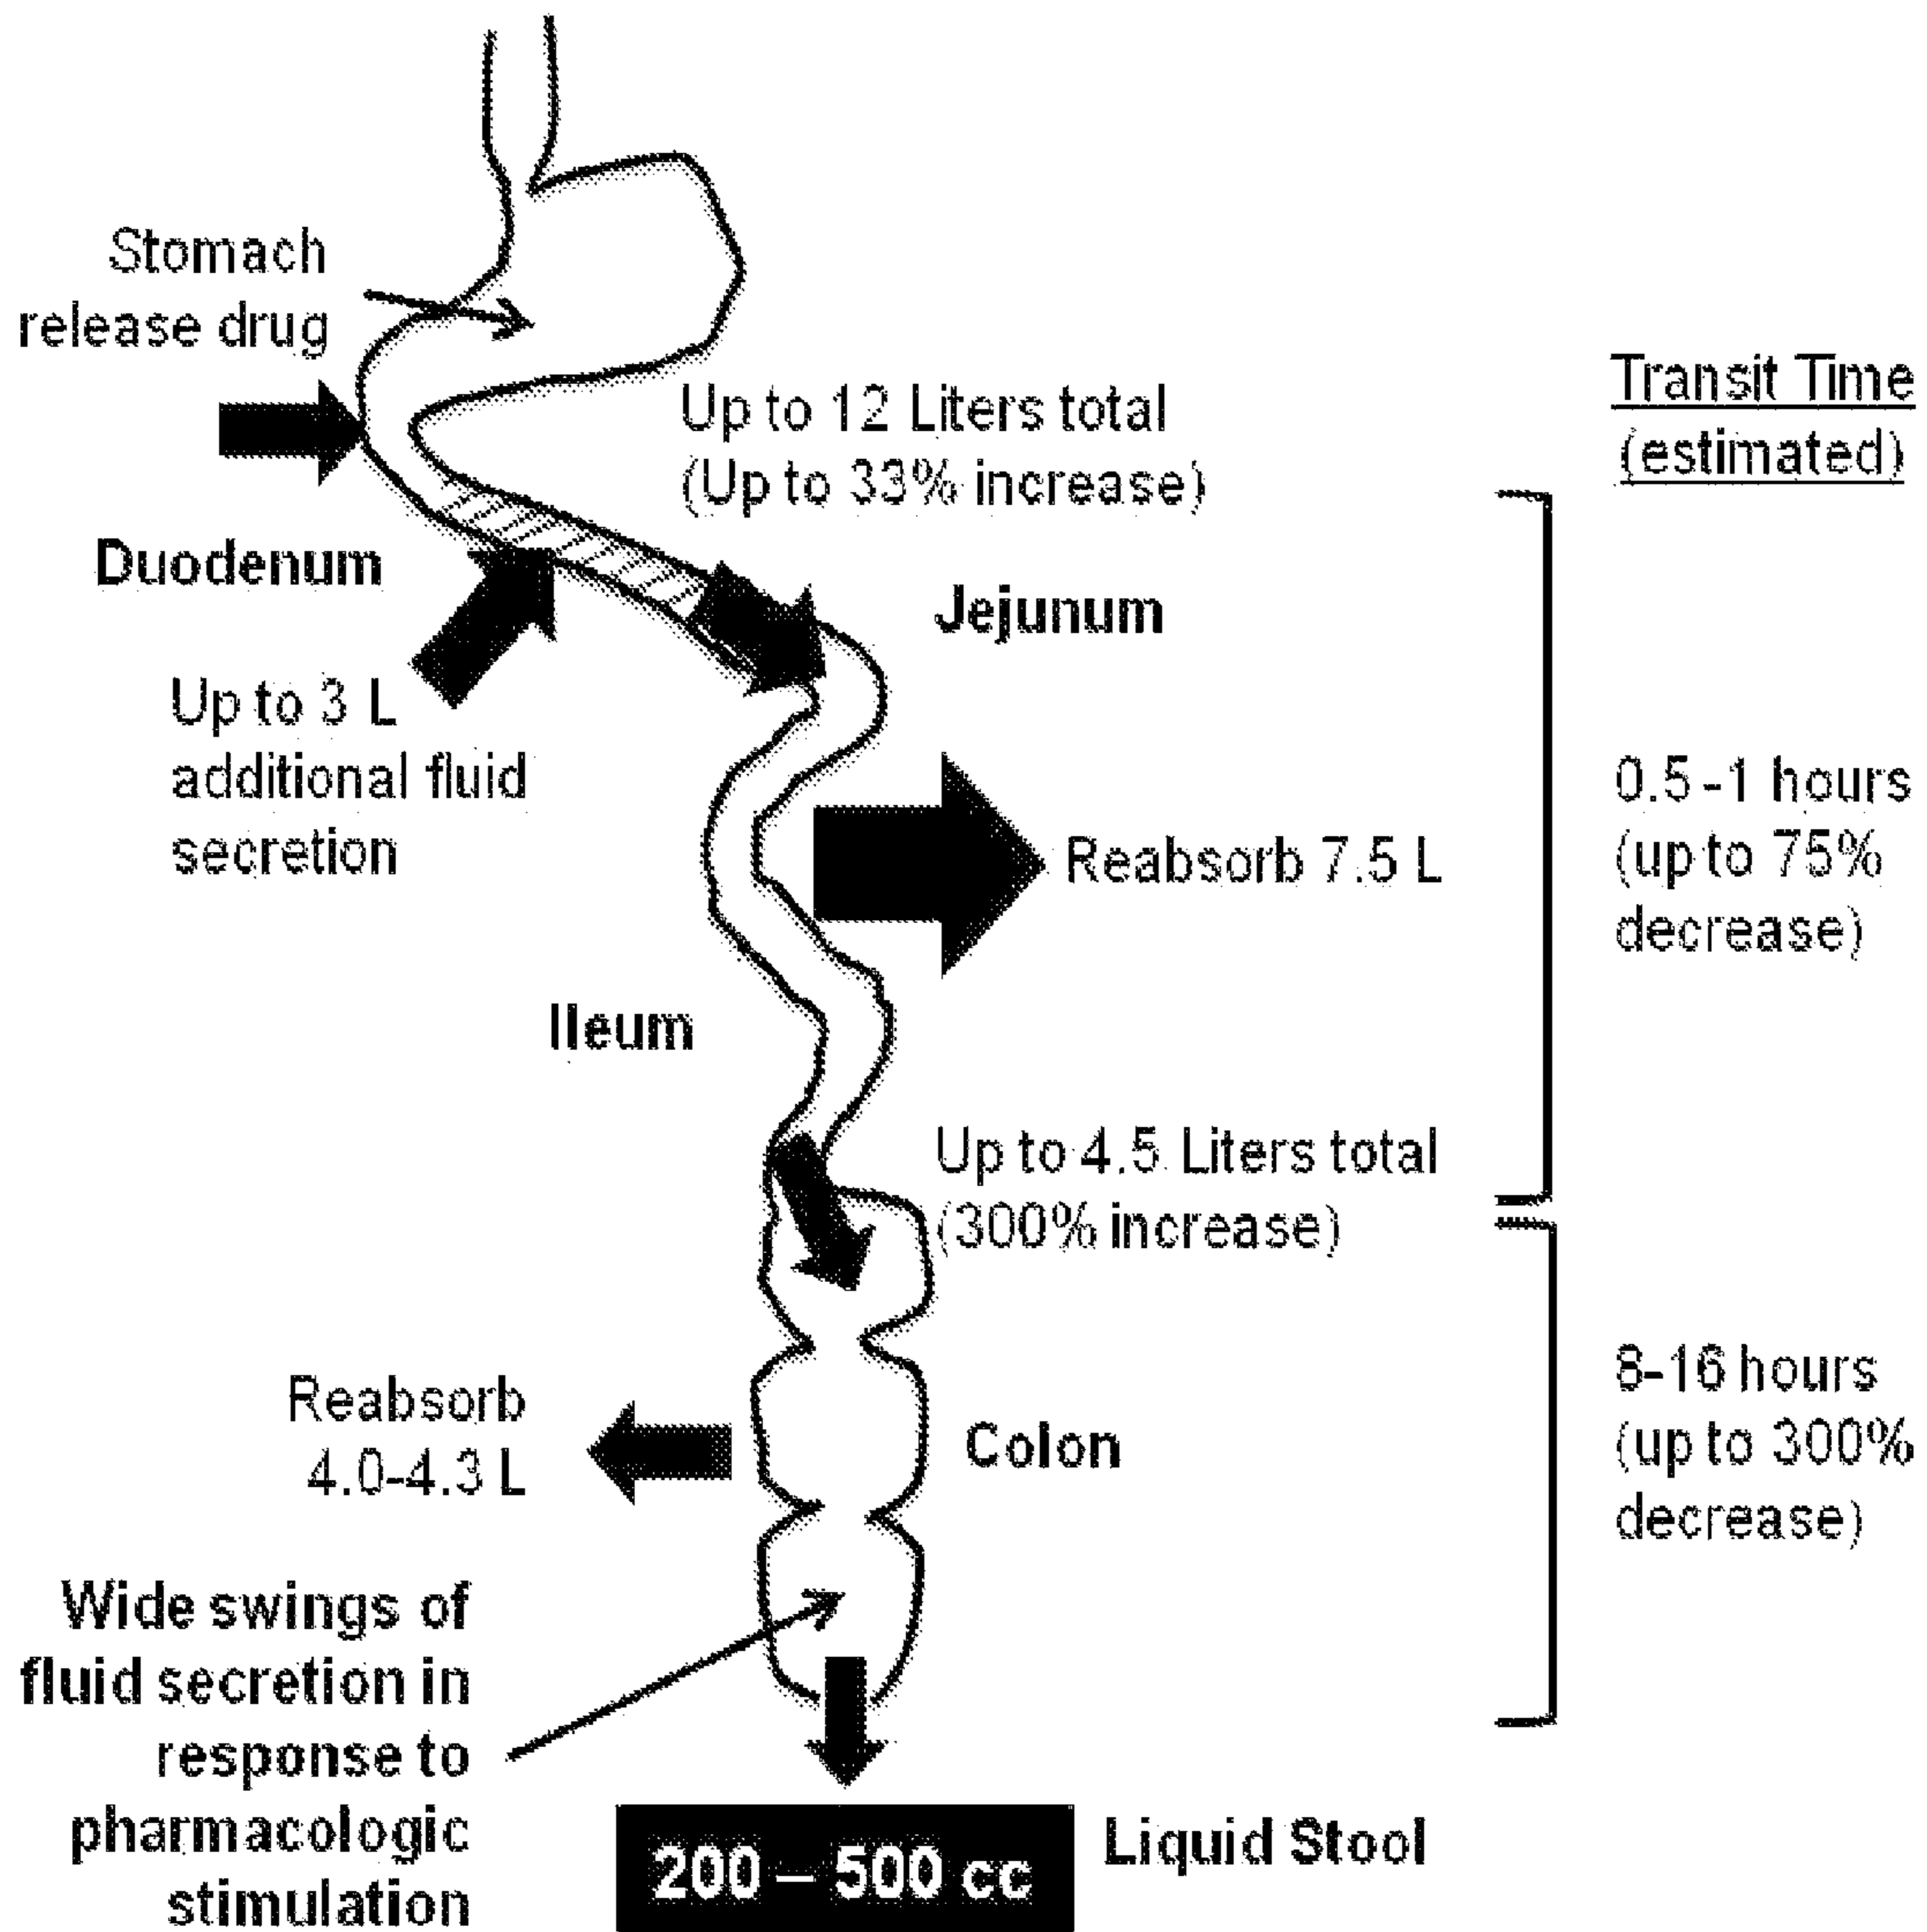 Stomach
release drug
Up to 12 Liters total
(Up to 33% increase)
Transit Time
(estimated)
Duodenum
Jejunum
Up to 3 L
additional fluid
secretion
0.5-1 hours
(up to 75%
decrease)
Reabsorb 7.5 L
Ileum
Up to 4.5 Liters total
(300% increase)
Reabsorb
4.0-4.3 L
Colon
8-16 hours
(up to 300%
decrease)
Wide swings of
fluid secretion in
response to
pharmacologic
stimulation
200 – 500 cc
Liquid Stool